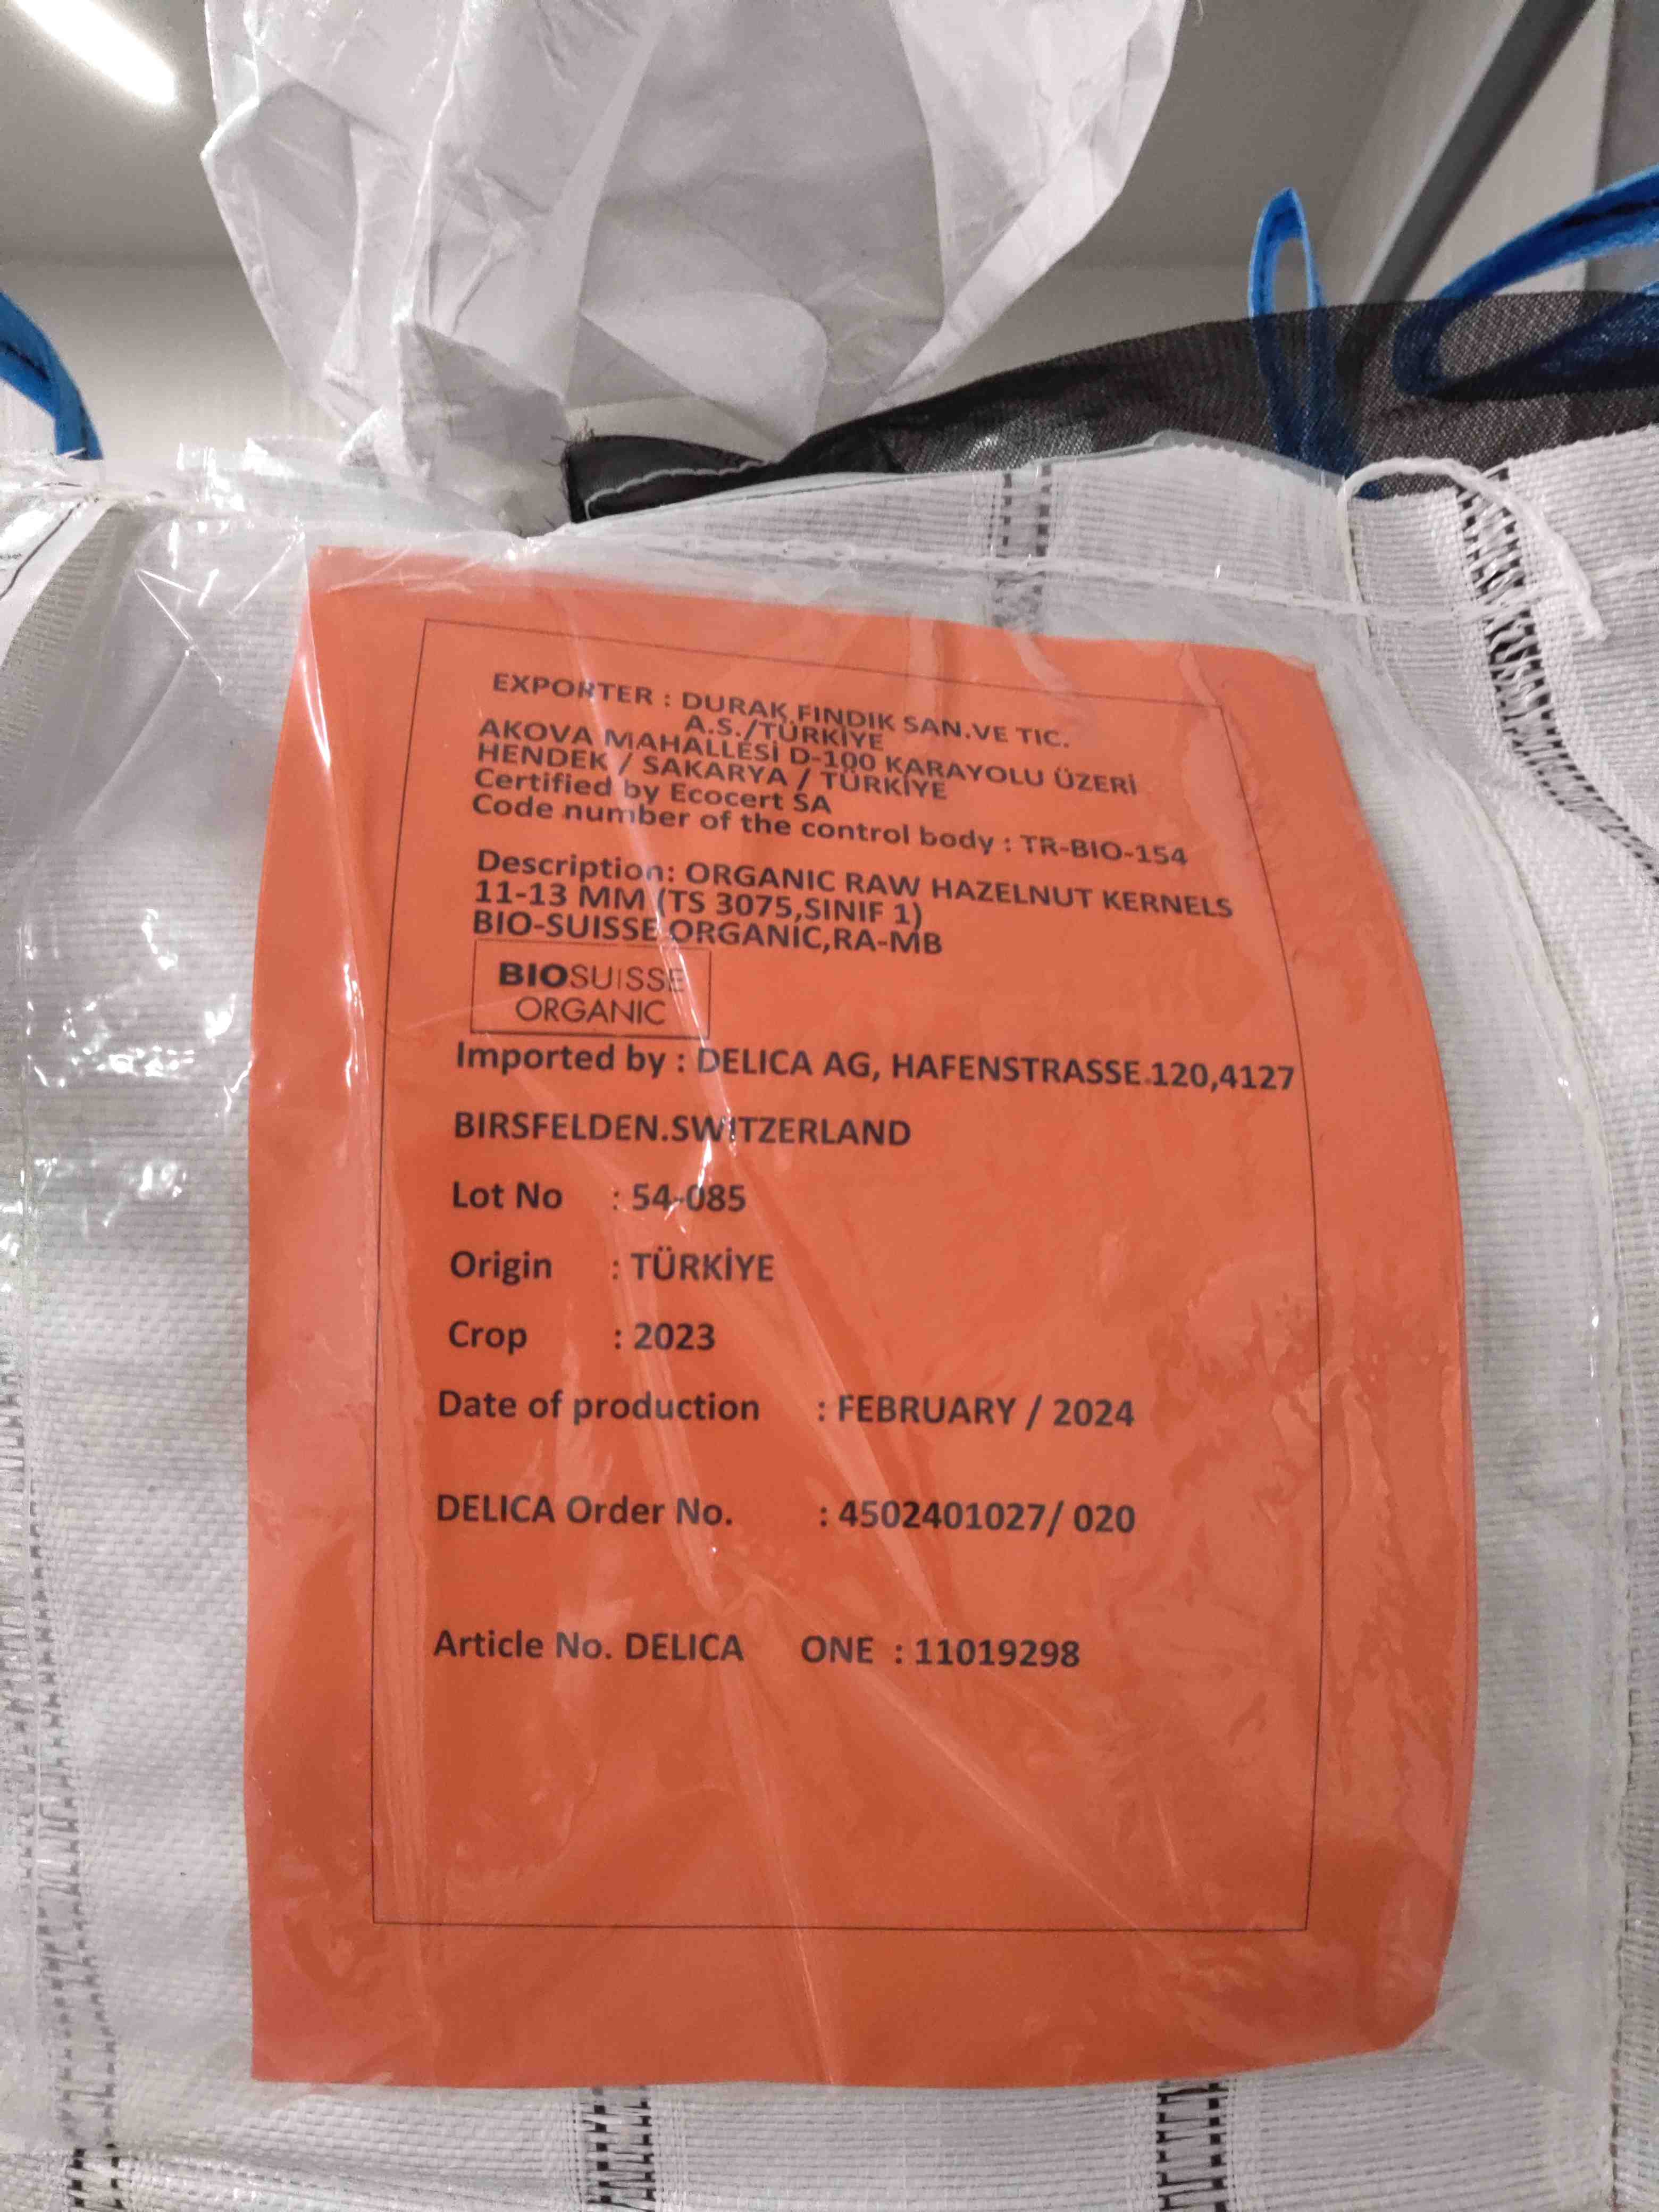 EXPORTER : DURAK FINDIK SAN.VE TIC.
A.S./TÜRKİYE
AKOVA MAHALLESİ D-100 KARAYOLU ÜZERİ
HENDEK / SAKARYA / TÜRKİYE
Certified by Ecocert SA
Code number of the control body : TR-BIO-154
Description: ORGANIC RAW HAZELNUT KERNELS
11-13 MM (TS 3075,SINIF 1)
BIO-SUISSE ORGANIC,RA-MB
BIOSUISSE
ORGANIC
Imported by : DELICA AG, HAFENSTRASSE.120,4127
BIRSFELDEN.SWITZERLAND
Lot No : 54-085
Origin : TÜRKİYE
Crop : 2023
Date of production : FEBRUARY / 2024
DELICA Order No. : 4502401027/ 020
Article No. DELICA ONE : 11019298